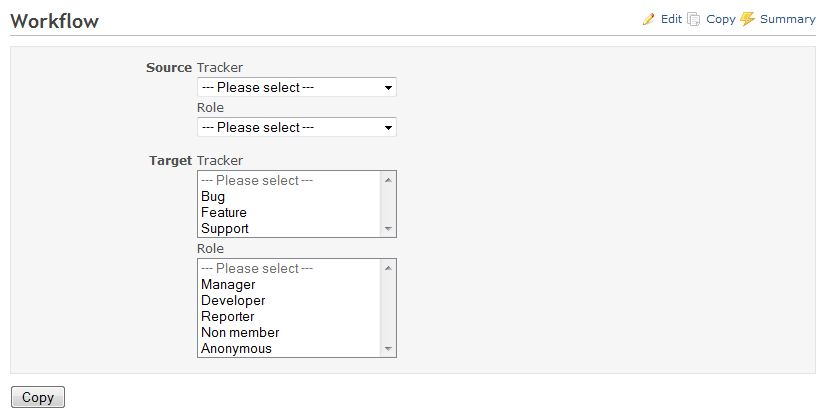 Workflow Edit Copy Summary
Source Tracker
--- Please select ---
Role
--- Please select ---
Target Tracker
--- Please select ---
Bug
Feature
Support
Role
--- Please select ---
Manager
Developer
Reporter
Non member
Anonymous
Copy